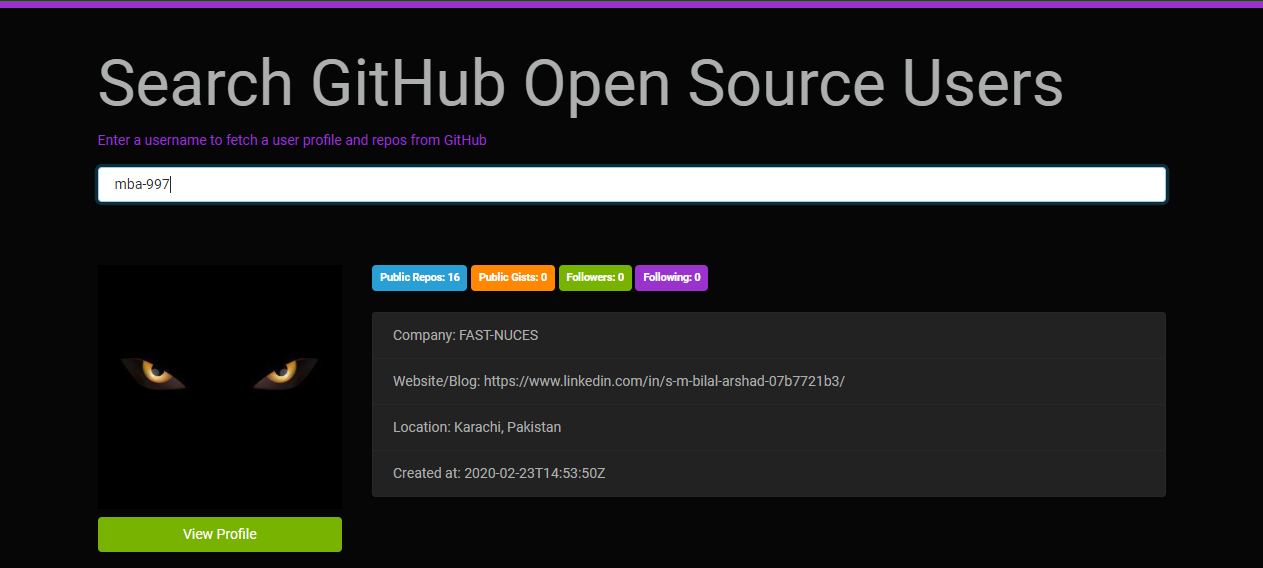 Search GitHub Open Source Users
Enter a username to fetch a user profile and repos from GitHub
mba-997
Public Repos: 16 Public Gists: 0 Followers: 0 Following: 0
Company: FAST-NUCES
Website/Blog: https://www.linkedin.com/in/s-m-bilal-arshad-07b7721b3/
Location: Karachi, Pakistan
Created at: 2020-02-23T14:53:50Z
View Profile